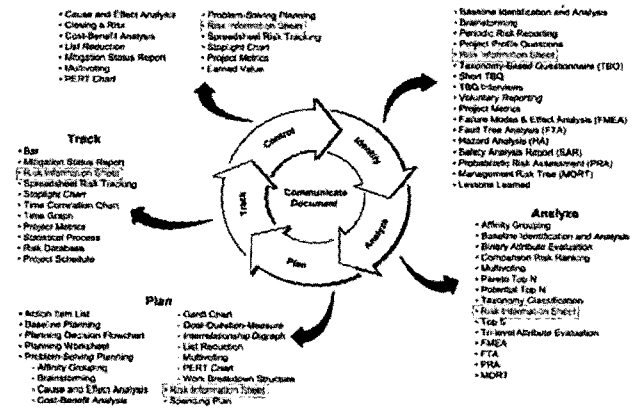 • Cause and Effect Analysis
• Closing a Risk
• Cost-Benefit Analysis
• List Reduction
• Mitigation Status Report
• Multivoting
• PERT Chart
• Problem-Solving Planning
• Risk Information Sheet
• Spreadsheet Risk Tracking
• Stoplight Chart
• Project Metrics
• Earned Value
• Baseline Identification and Analysis
• Brainstorming
• Periodic Risk Reporting
• Project Profile Questions
• Risk Information Sheet
• Taxonomy-Based Questionnaire (TBQ)
• Short TBQ
• TBQ Interviews
• Voluntary Reporting
• Project Metrics
• Failure Modes & Effect Analysis (FMEA)
• Fault Tree Analysis (FTA)
• Hazard Analysis (HA)
• Safety Analysis Report (SAR)
• Probabilistic Risk Assessment (PRA)
• Management Risk Tree (MORT)
• Lessons Learned
Control
Identify
Analyze
Plan
Track
Communicate
Document
Track
• Bar
• Mitigation Status Report
• Risk Information Sheet
• Spreadsheet Risk Tracking
• Stoplight Chart
• Time Correlation Chart
• Time Graph
• Project Metrics
• Statistical Process
• Risk Database
• Project Schedule
Analyze
• Affinity Grouping
• Baseline Identification and Analysis
• Binary Attribute Evaluation
• Comparison Risk Ranking
• Multivoting
• Pareto Top N
• Potential Top N
• Taxonomy Classification
• Risk Information Sheet
• Top 5
• Tri-level Attribute Evaluation
• FMEA
• FTA
• PRA
• MORT
Plan
• Action Item List
• Baseline Planning
• Planning Decision Flowchart
• Planning Worksheet
• Problem-Solving Planning
- Affinity Grouping
- Brainstorming
- Cause and Effect Analysis
- Cost-Benefit Analysis
- Gantt Chart
- Goal-Question-Measure
- Interrelationship Digraph
- List Reduction
- Multivoting
- PERT Chart
- Work Breakdown Structure
• Risk Information Sheet
• Spending Plan